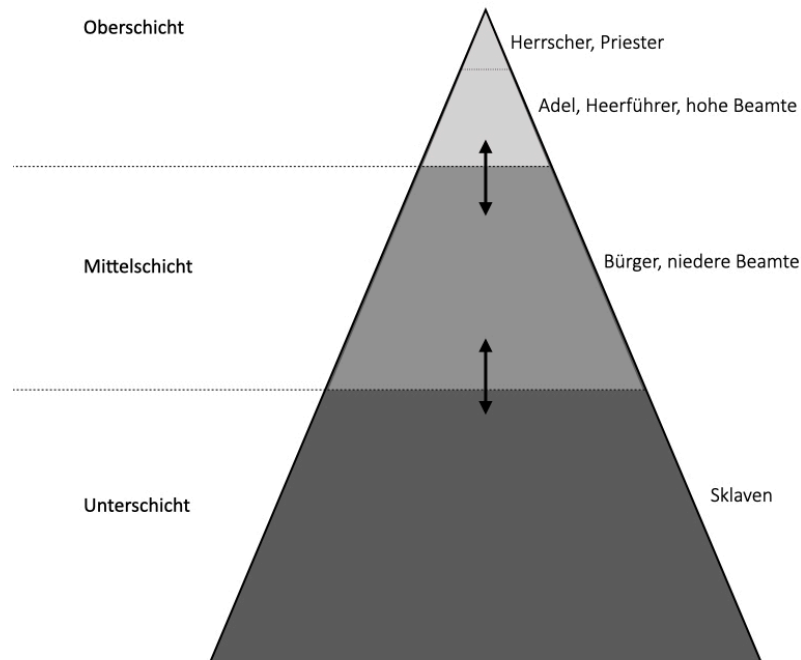 Oberschicht
Herrscher, Priester
Adel, Heerführer, hohe Beamte
Mittelschicht
Bürger, niedere Beamte
Unterschicht
Sklaven